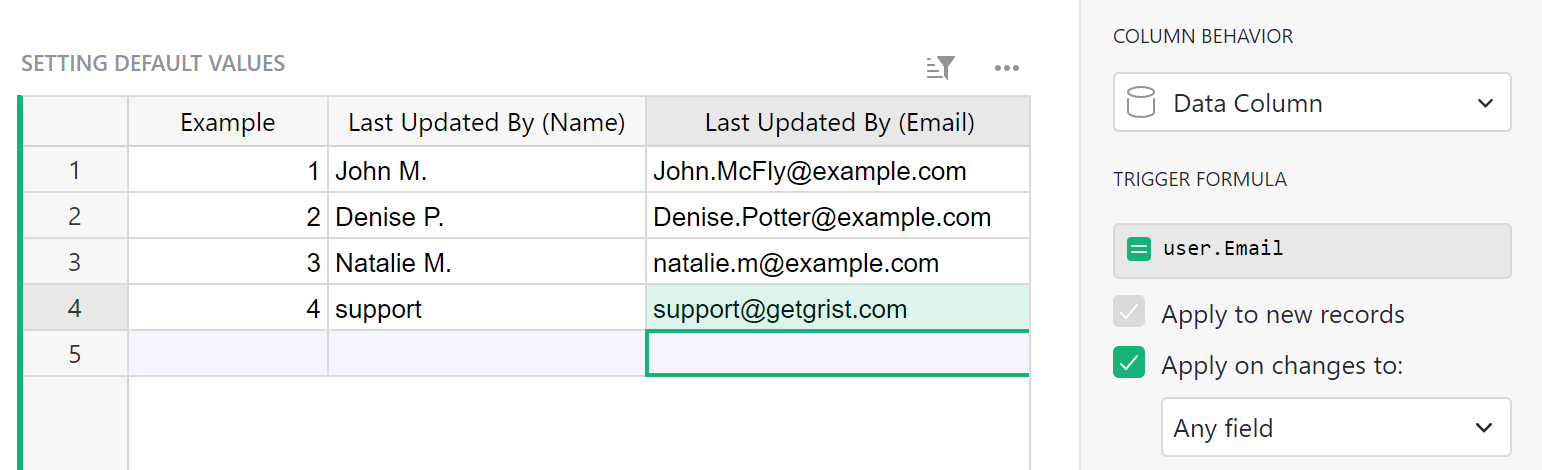 SETTING DEFAULT VALUES
Example Last Updated By (Name) Last Updated By (Email)
1 1 John M. John.McFly@example.com
2 2 Denise P. Denise.Potter@example.com
3 3 Natalie M. natalie.m@example.com
4 4 support support@getgrist.com
5
COLUMN BEHAVIOR
Data Column
TRIGGER FORMULA
user.Email
Apply to new records
Apply on changes to:
Any field